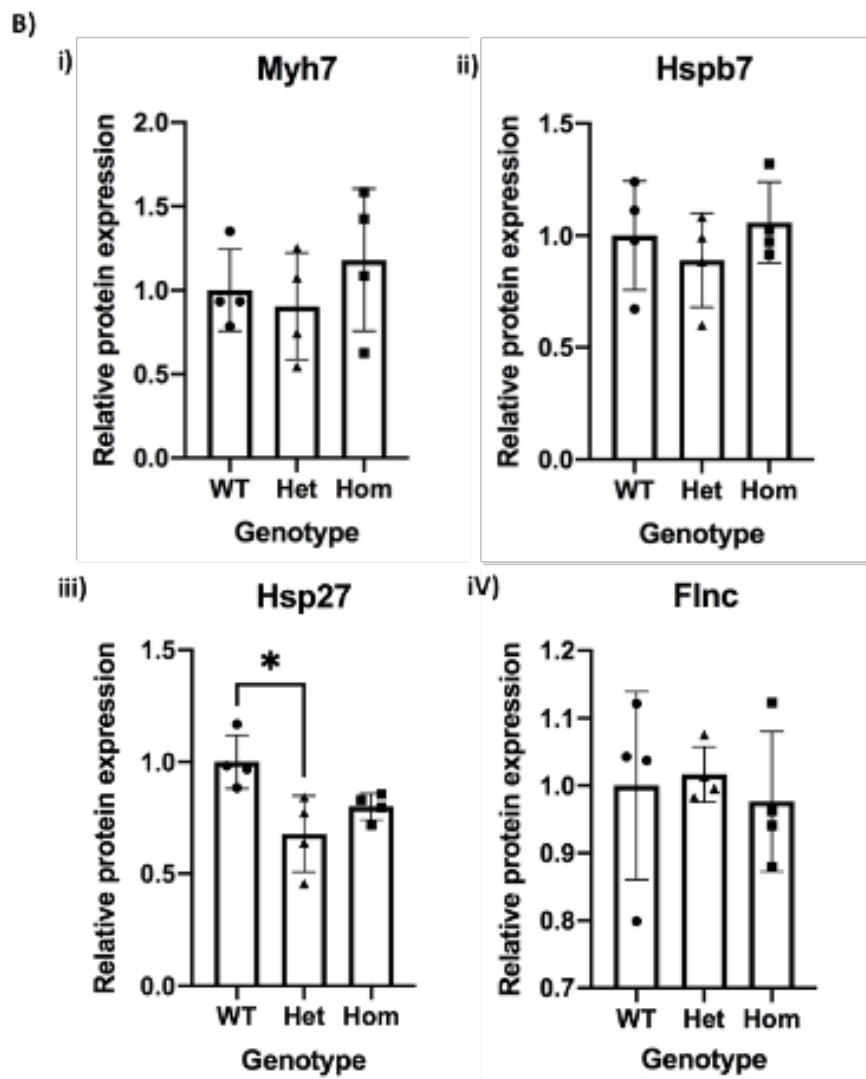 B)
i)
Myh7
Relative protein expression
2.0
1.5
1.0
0.5
0.0
WT Het Hom
Genotype
ii)
Hspb7
Relative protein expression
1.5
1.0
0.5
0.0
WT Het Hom
Genotype
iii)
Hsp27
Relative protein expression
1.5
1.0
0.5
0.0
*
WT Het Hom
Genotype
iV)
Flnc
Relative protein expression
1.2
1.1
1.0
0.9
0.8
0.7
WT Het Hom
Genotype